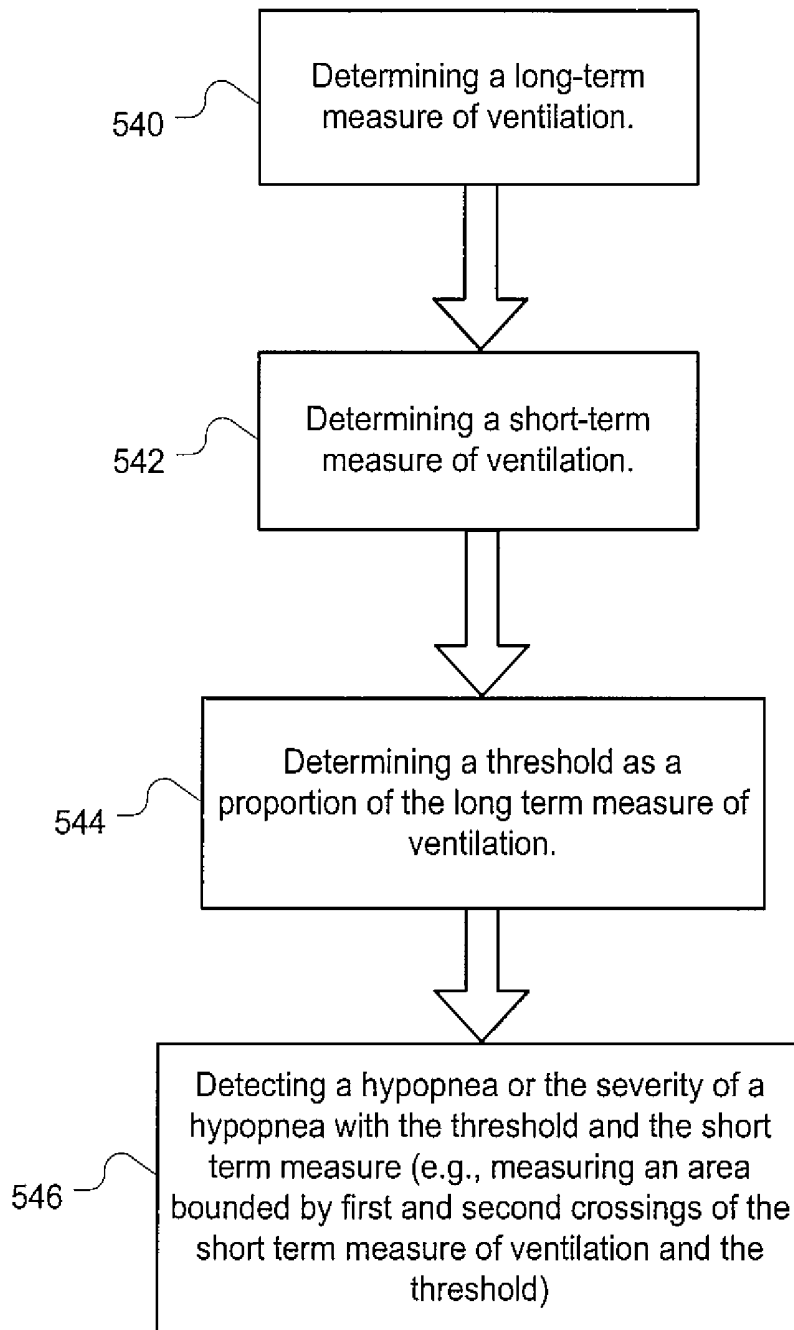 Determining a long-term
measure of ventilation.
540
Determining a short-term
measure of ventilation.
542
Determining a threshold as a
proportion of the long term measure of
ventilation.
544
Detecting a hypopnea or the severity of a
hypopnea with the threshold and the short
term measure (e.g., measuring an area
bounded by first and second crossings of the
short term measure of ventilation and the
threshold)
546